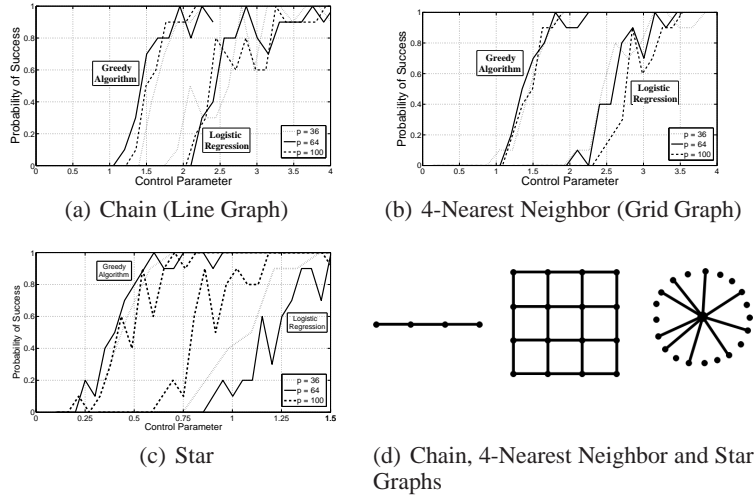 Probability of Success
1
0.8
0.6
0.4
0.2
0
Greedy
Algorithm
Logistic
Regression
p = 36
p = 64
p = 100
0 0.5 1 1.5 2 2.5 3 3.5 4
Control Parameter
(a) Chain (Line Graph)
Probability of Success
1
0.8
0.6
0.4
0.2
0
Greedy
Algorithm
Logistic
Regression
p = 36
p = 64
p = 100
0 0.5 1 1.5 2 2.5 3 3.5 4
Control Parameter
(b) 4-Nearest Neighbor (Grid Graph)
Probability of Success
1
0.8
0.6
0.4
0.2
0
Greedy
Algorithm
Logistic
Regression
p = 36
p = 64
p = 100
0 0.25 0.5 0.75 1 1.25 1.5
Control Parameter
(c) Star
(d) Chain, 4-Nearest Neighbor and Star
Graphs